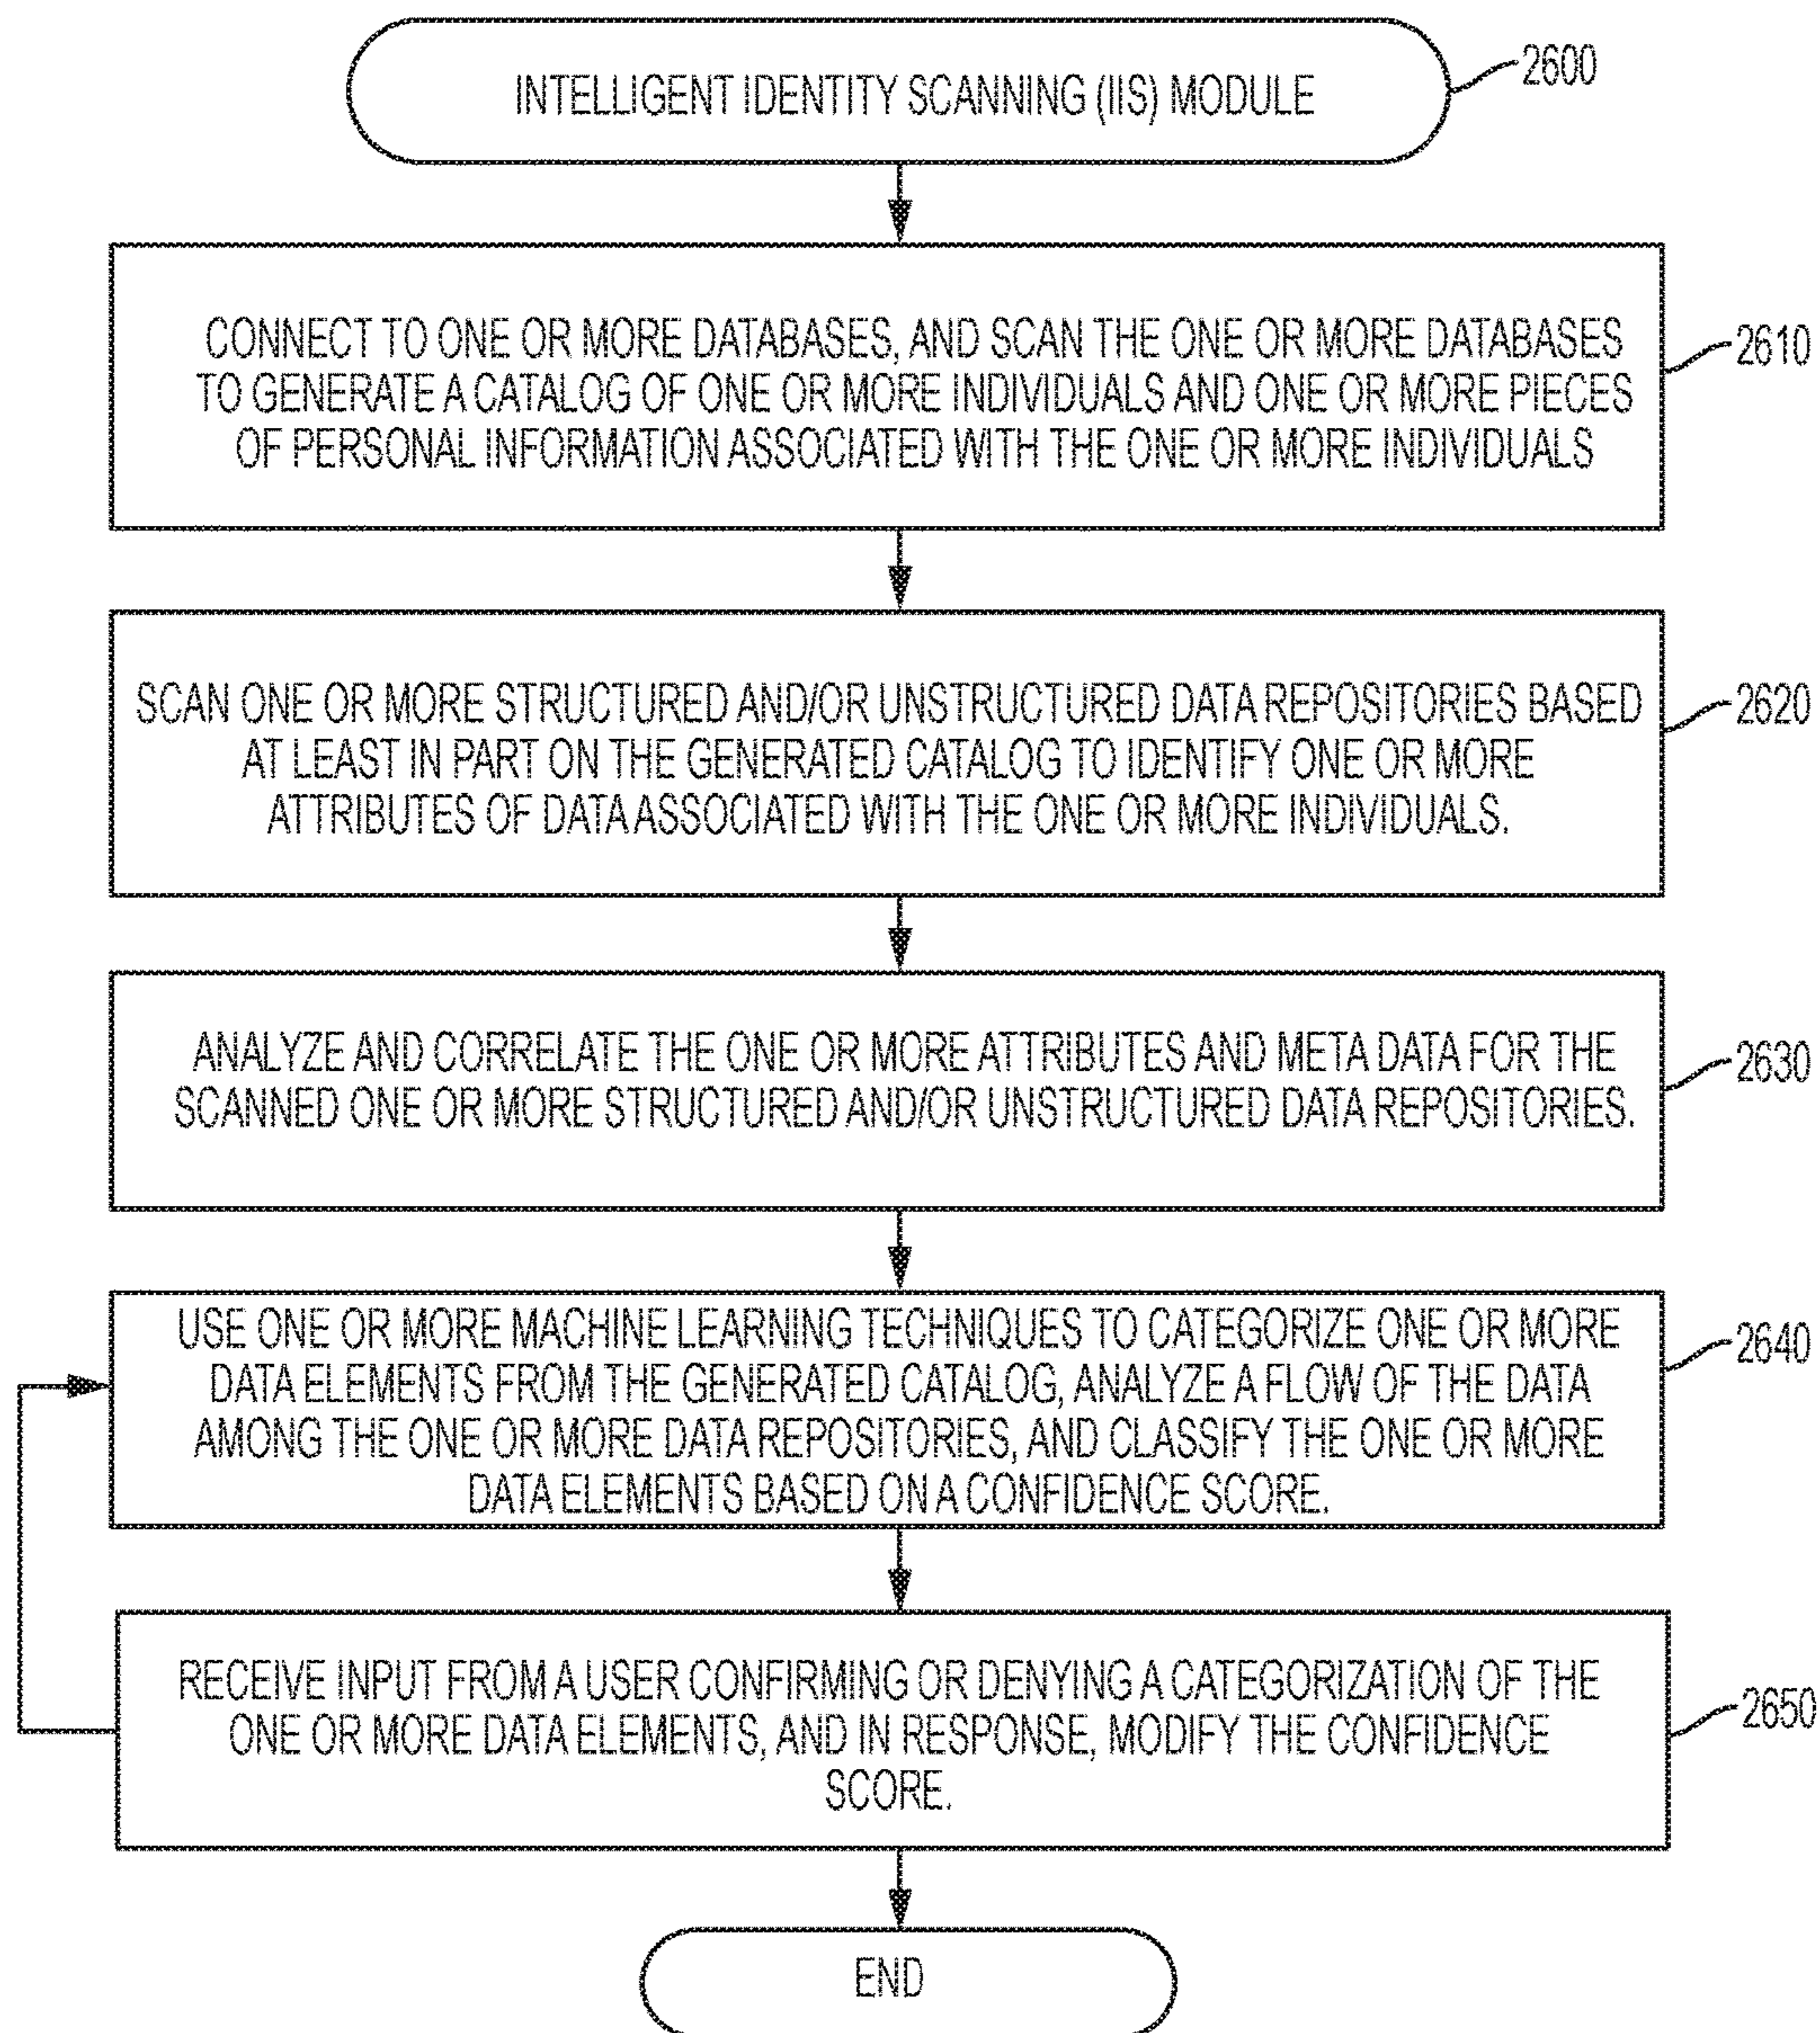 INTELLIGENT IDENTITY SCANNING (IIS) MODULE
2600
CONNECT TO ONE OR MORE DATABASES, AND SCAN THE ONE OR MORE DATABASES
TO GENERATE A CATALOG OF ONE OR MORE INDIVIDUALS AND ONE OR MORE PIECES
OF PERSONAL INFORMATION ASSOCIATED WITH THE ONE OR MORE INDIVIDUALS
2610
SCAN ONE OR MORE STRUCTURED AND/OR UNSTRUCTURED DATA REPOSITORIES BASED
AT LEAST IN PART ON THE GENERATED CATALOG TO IDENTIFY ONE OR MORE
ATTRIBUTES OF DATA ASSOCIATED WITH THE ONE OR MORE INDIVIDUALS.
2620
ANALYZE AND CORRELATE THE ONE OR MORE ATTRIBUTES AND META DATA FOR THE
SCANNED ONE OR MORE STRUCTURED AND/OR UNSTRUCTURED DATA REPOSITORIES.
2630
USE ONE OR MORE MACHINE LEARNING TECHNIQUES TO CATEGORIZE ONE OR MORE
DATA ELEMENTS FROM THE GENERATED CATALOG, ANALYZE A FLOW OF THE DATA
AMONG THE ONE OR MORE DATA REPOSITORIES, AND CLASSIFY THE ONE OR MORE
DATA ELEMENTS BASED ON A CONFIDENCE SCORE.
2640
RECEIVE INPUT FROM A USER CONFIRMING OR DENYING A CATEGORIZATION OF THE
ONE OR MORE DATA ELEMENTS, AND IN RESPONSE, MODIFY THE CONFIDENCE
SCORE.
2650
END